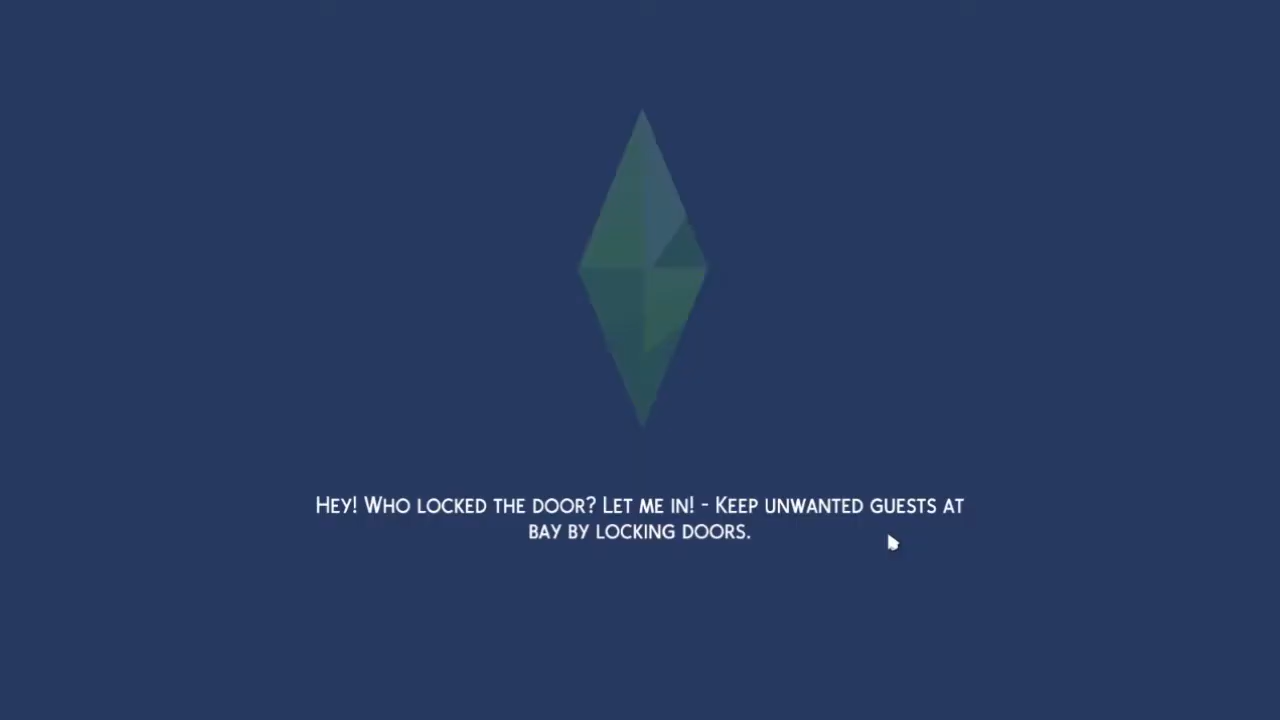 Hey! Who locked the door? Let me in! - Keep unwanted guests at
bay by locking doors.